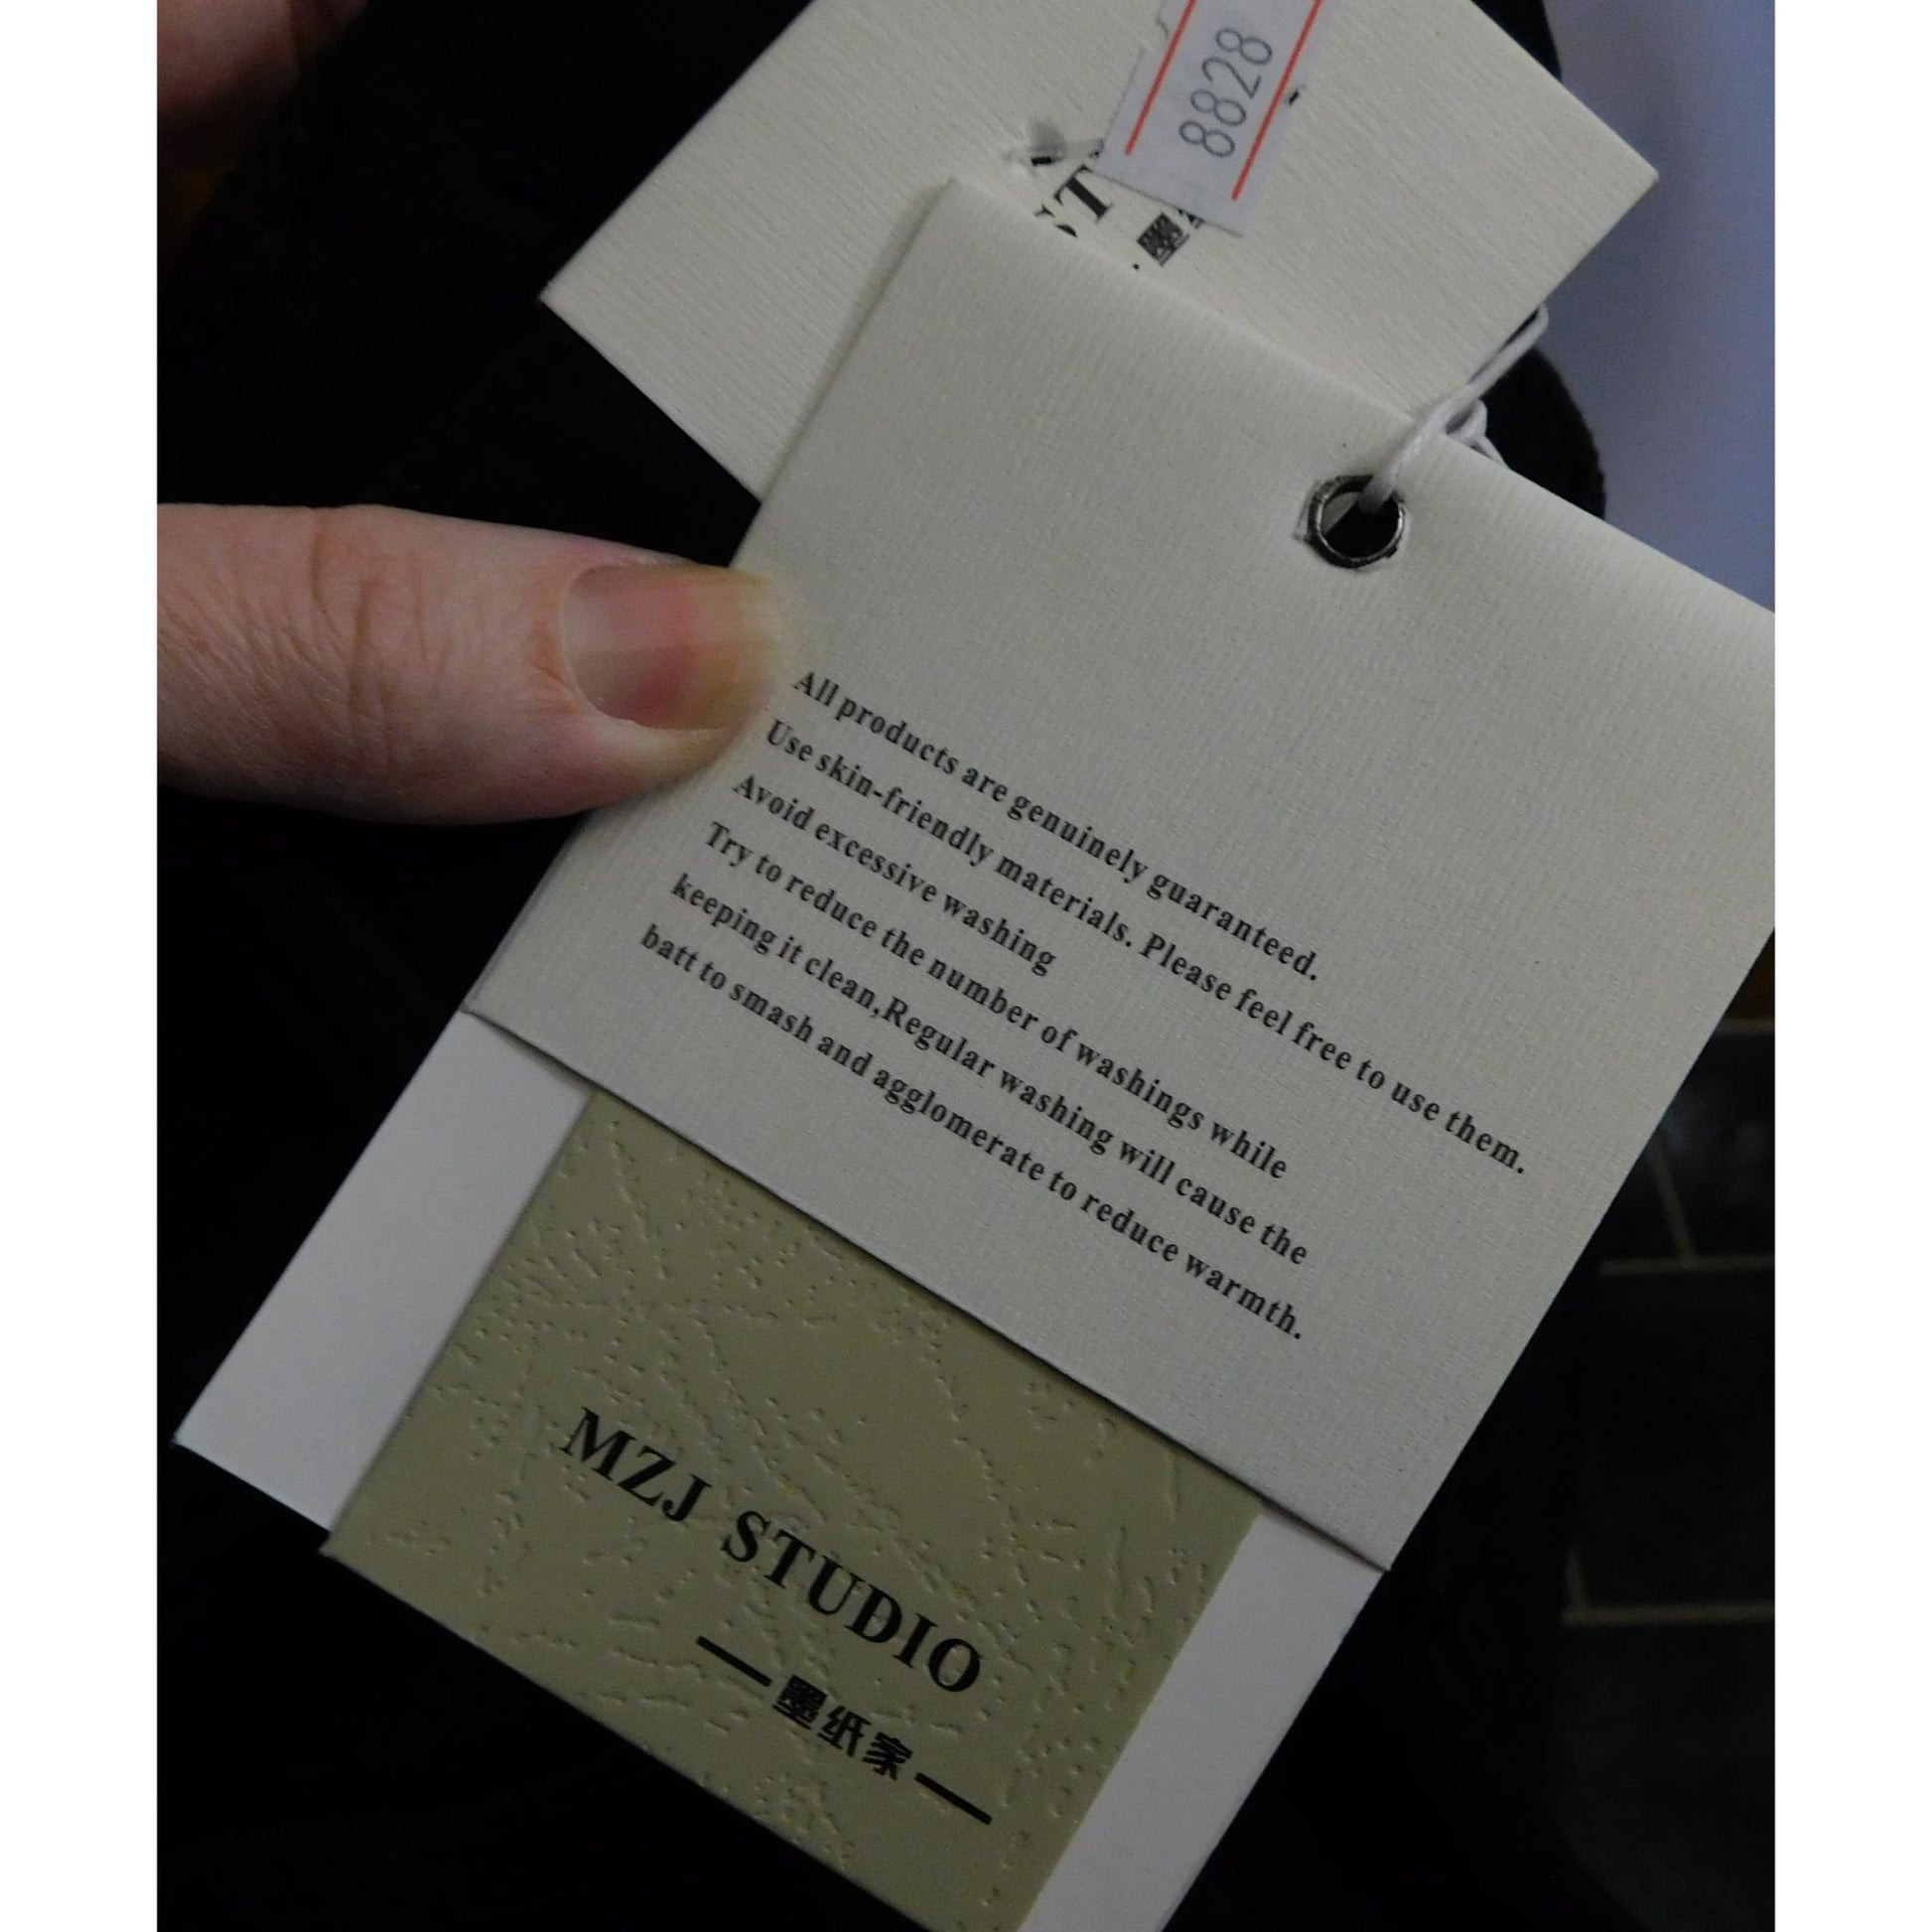 8828
ST
墨
All products are genuinely guaranteed.
Use skin-friendly materials. Please feel free to use them.
Avoid excessive washing
Try to reduce the number of washings while
keeping it clean,Regular washing will cause the
batt to smash and agglomerate to reduce warmth.
MZJ STUDIO
墨纸家